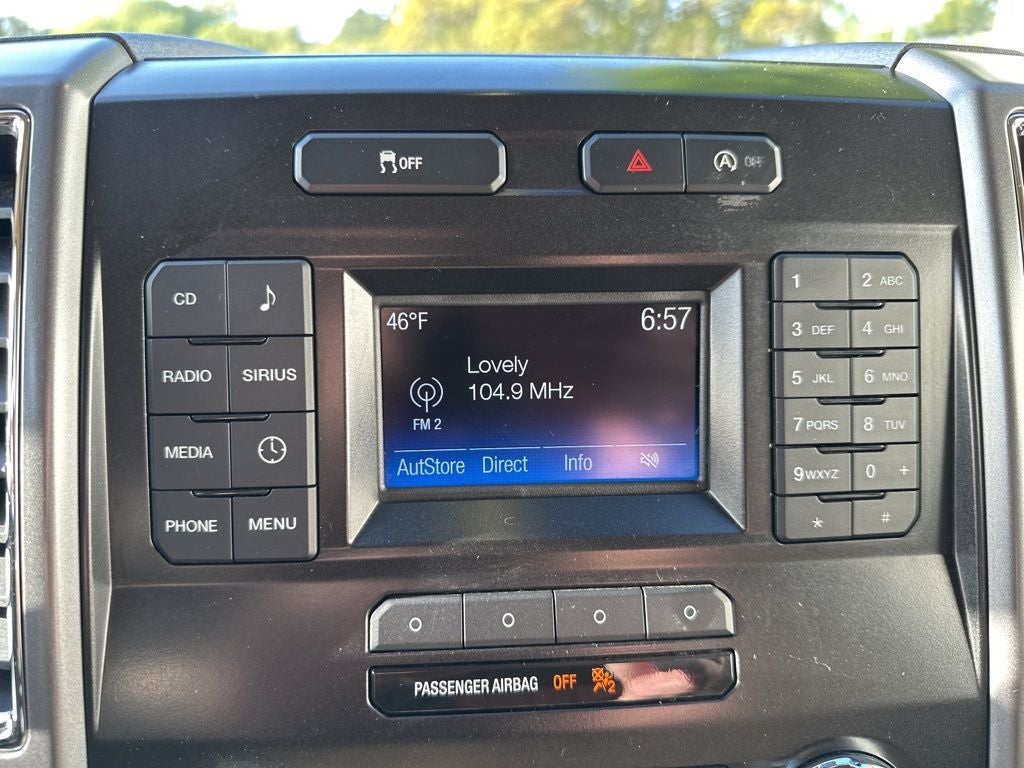 OFF
A OFF
CD
RADIO SIRIUS
MEDIA
PHONE MENU
46°F 6:57
Lovely
104.9 MHz
FM 2
AutStore Direct Info
1 2 ABC
3 DEF 4 GHI
5 JKL 6 MNO
7 PQRS 8 TUV
9 WXYZ 0 +
* #
PASSENGER AIRBAG OFF 2